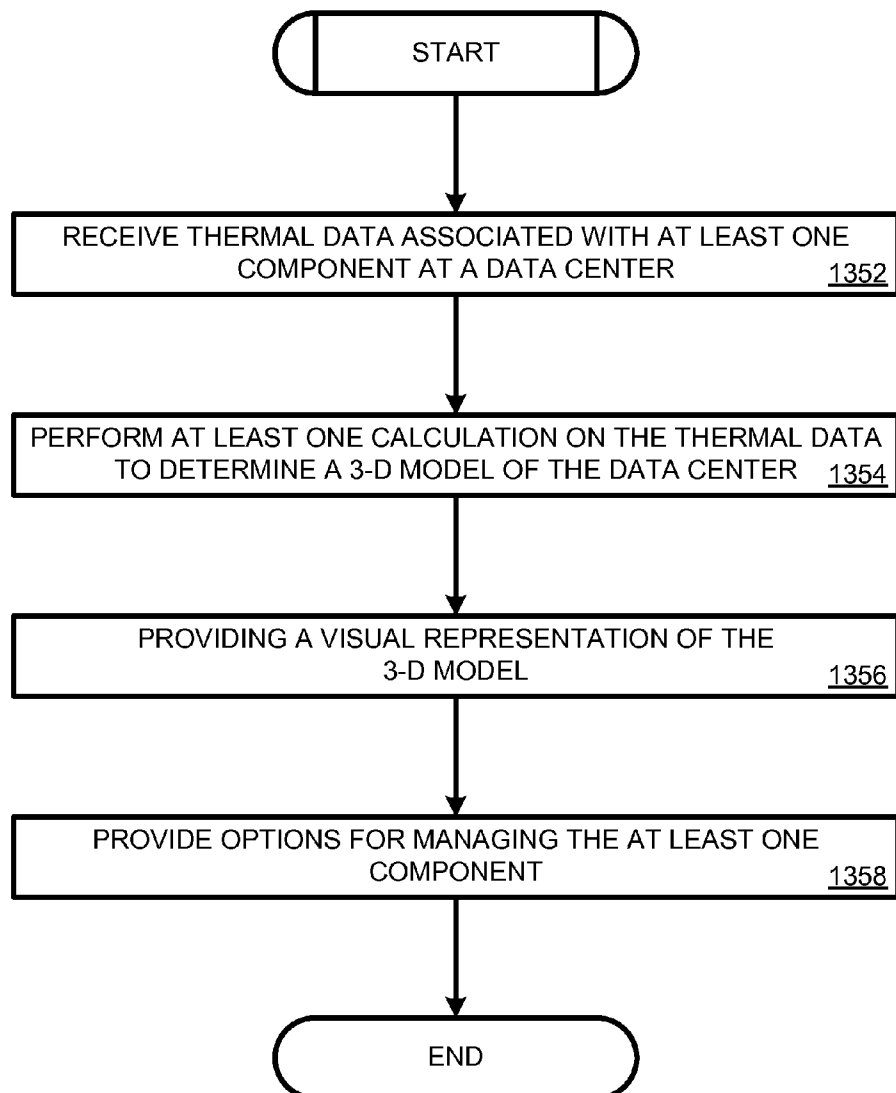 START
RECEIVE THERMAL DATA ASSOCIATED WITH AT LEAST ONE
COMPONENT AT A DATA CENTER
1352
PERFORM AT LEAST ONE CALCULATION ON THE THERMAL DATA
TO DETERMINE A 3-D MODEL OF THE DATA CENTER
1354
PROVIDING A VISUAL REPRESENTATION OF THE
3-D MODEL
1356
PROVIDE OPTIONS FOR MANAGING THE AT LEAST ONE
COMPONENT
1358
END